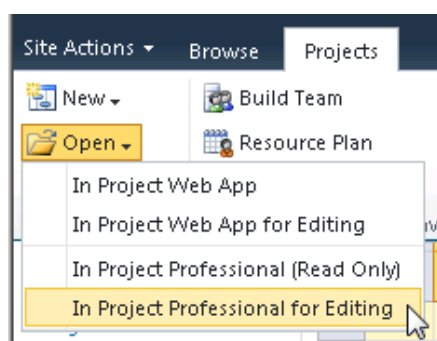 Site Actions Browse Projects
New Build Team
Open Resource Plan
In Project Web App
In Project Web App for Editing
In Project Professional (Read Only)
In Project Professional for Editing